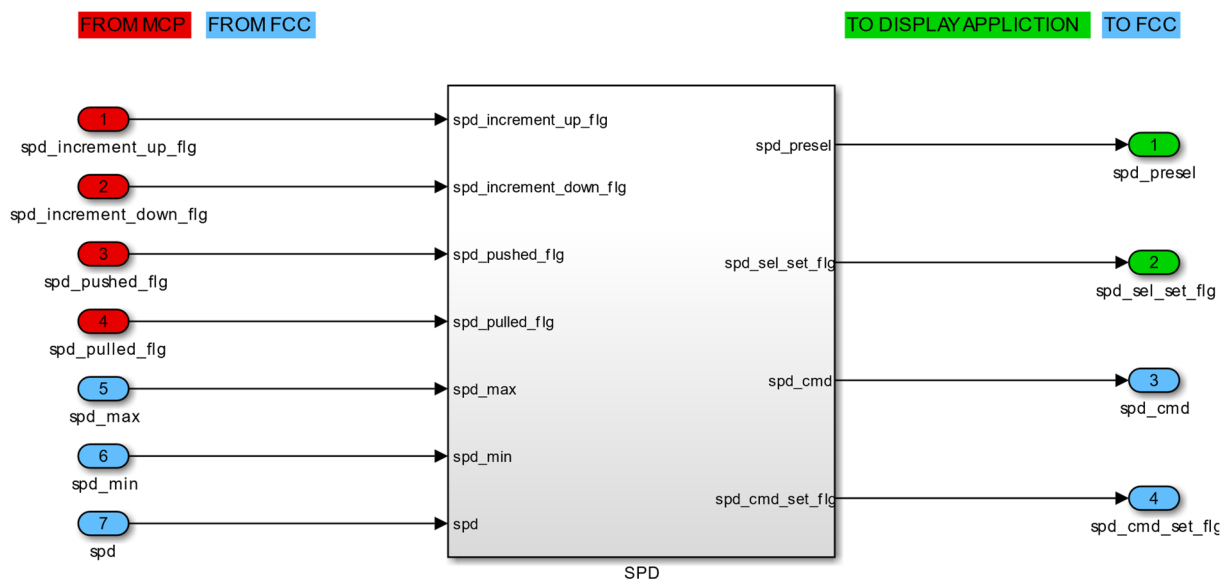 FROM MCP
FROM FCC
TO DISPLAY APPLICTION
TO FCC
1
spd_increment_up_flg
2
spd_increment_down_flg
3
spd_pushed_flg
4
spd_pulled_flg
5
spd_max
6
spd_min
7
spd
spd_increment_up_flg
spd_increment_down_flg
spd_pushed_flg
spd_pulled_flg
spd_max
spd_min
spd
spd_presel
spd_sel_set_flg
spd_cmd
spd_cmd_set_flg
SPD
1
spd_presel
2
spd_sel_set_flg
3
spd_cmd
4
spd_cmd_set_flg